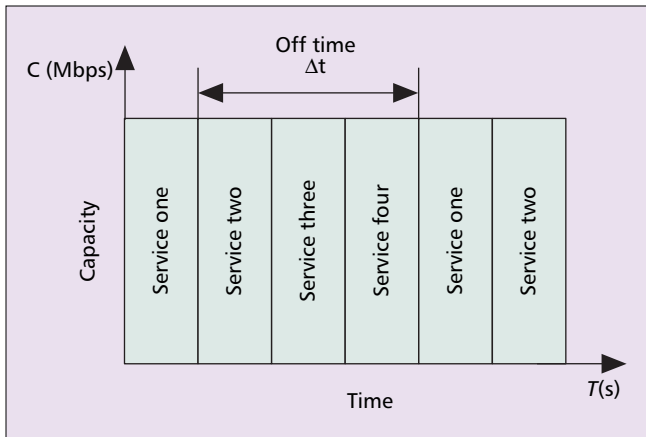 Off time
Δt
C (Mbps)
Capacity
Service one
Service two
Service three
Service four
Service one
Service two
T(s)
Time